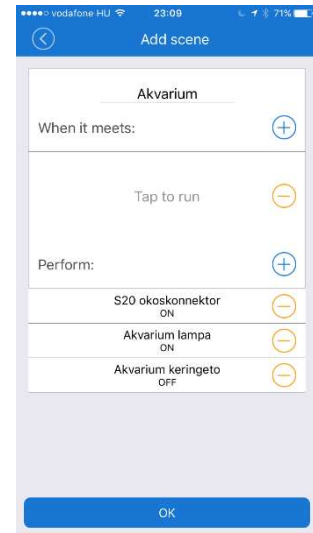 vodafone HU 23:09 71%
Add scene
Akvarium
When it meets:
Tap to run
Perform:
S20 okoskonnektor
ON
Akvarium lampa
ON
Akvarium keringeto
OFF
OK